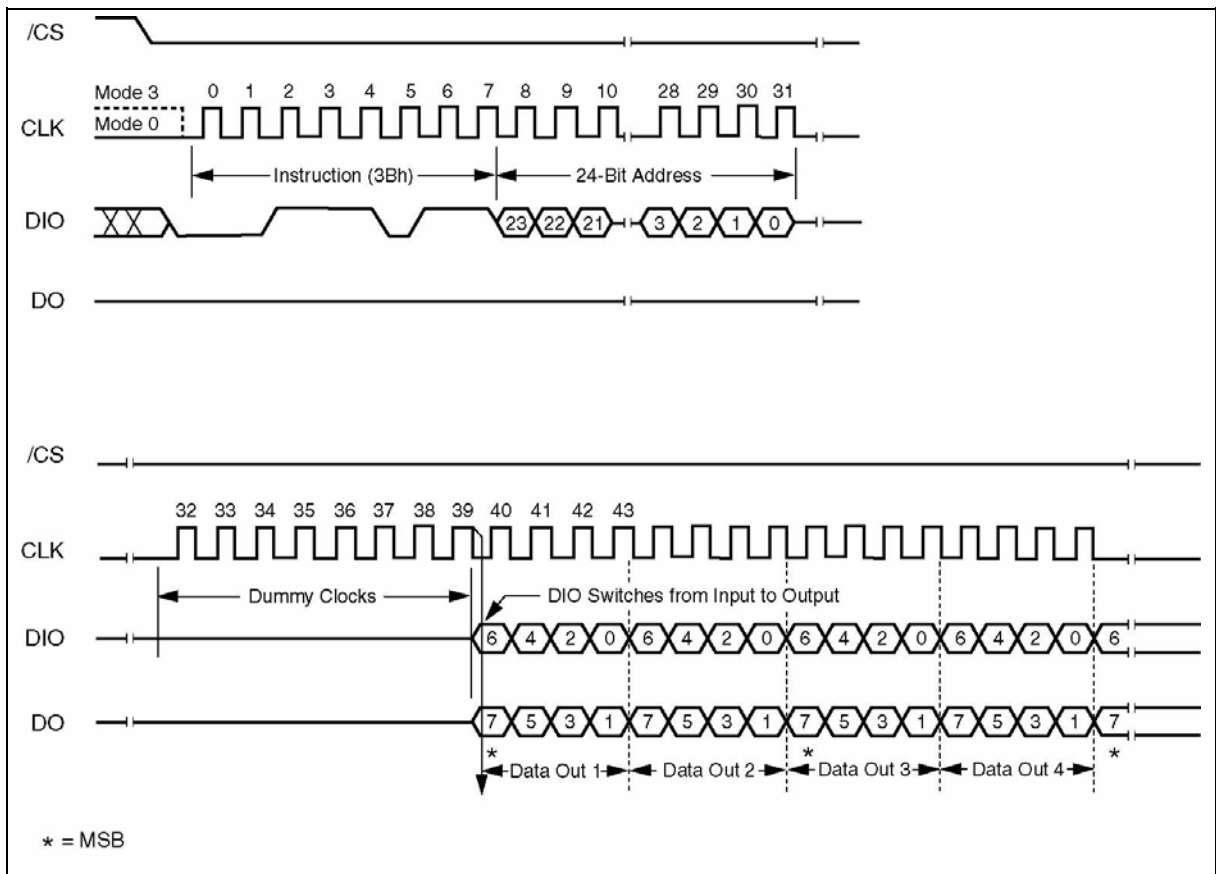 /CS
Mode 3
0 1 2 3 4 5 6 7 8 9 10 28 29 30 31
CLK
Mode 0
Instruction (3Bh)
24-Bit Address
DIO
23 22 21 3 2 1 0
DO
/CS
32 33 34 35 36 37 38 39 40 41 42 43
CLK
Dummy Clocks
DIO Switches from Input to Output
DIO
6 4 2 0 6 4 2 0 6 4 2 0 6 4 2 0 6
DO
7 5 3 1 7 5 3 1 7 5 3 1 7 5 3 1 7
* * *
Data Out 1 Data Out 2 Data Out 3 Data Out 4
* = MSB